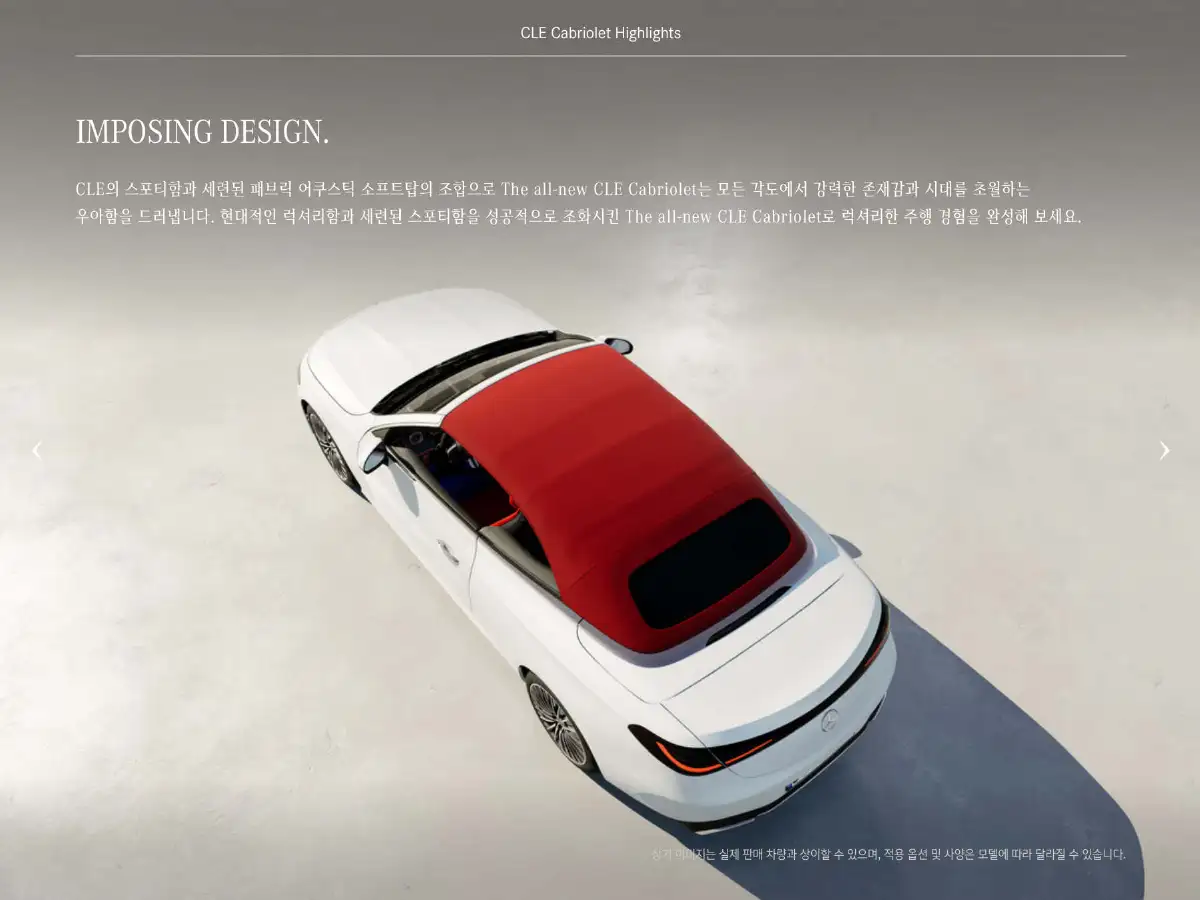 CLE Cabriolet Highlights
IMPOSING DESIGN.
CLE의 스포티함과 세련된 패브릭 어쿠스틱 소프트탑의 조합으로 The all-new CLE Cabriolet는 모든 각도에서 강력한 존재감과 시대를 초월하는
우아함을 드러냅니다. 현대적인 럭셔리함과 세련된 스포티함을 성공적으로 조화시킨 The all-new CLE Cabriolet로 럭셔리한 주행 경험을 완성해 보세요.
상기 이미지는 실제 판매 차량과 상이할 수 있으며, 적용 옵션 및 사양은 모델에 따라 달라질 수 있습니다.